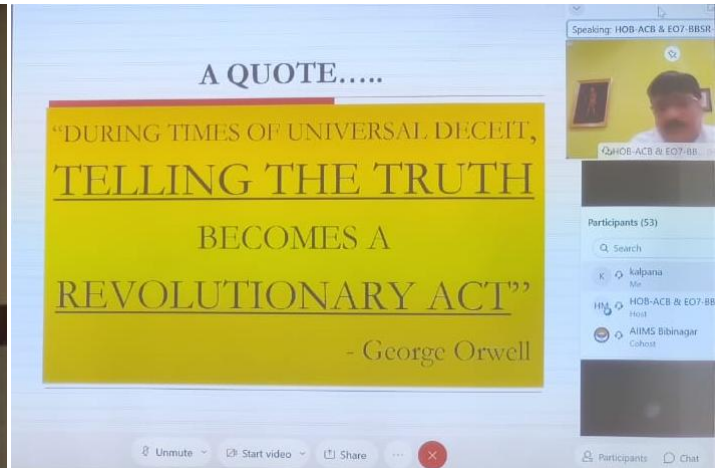 A QUOTE.....
“DURING TIMES OF UNIVERSAL DECEIT,
TELLING THE TRUTH
BECOMES A
REVOLUTIONARY ACT”
- George Orwell
Speaking: HOB-ACB & EO7-BBSR-
HOB-ACB & EO7-BB...
Participants (53)
Search
K
kalpana
Me
HM
HOB-ACB & EO7-BB
Host
AIIMS Bibinagar
Cohost
Unmute
Start video
Share
Participants
Chat